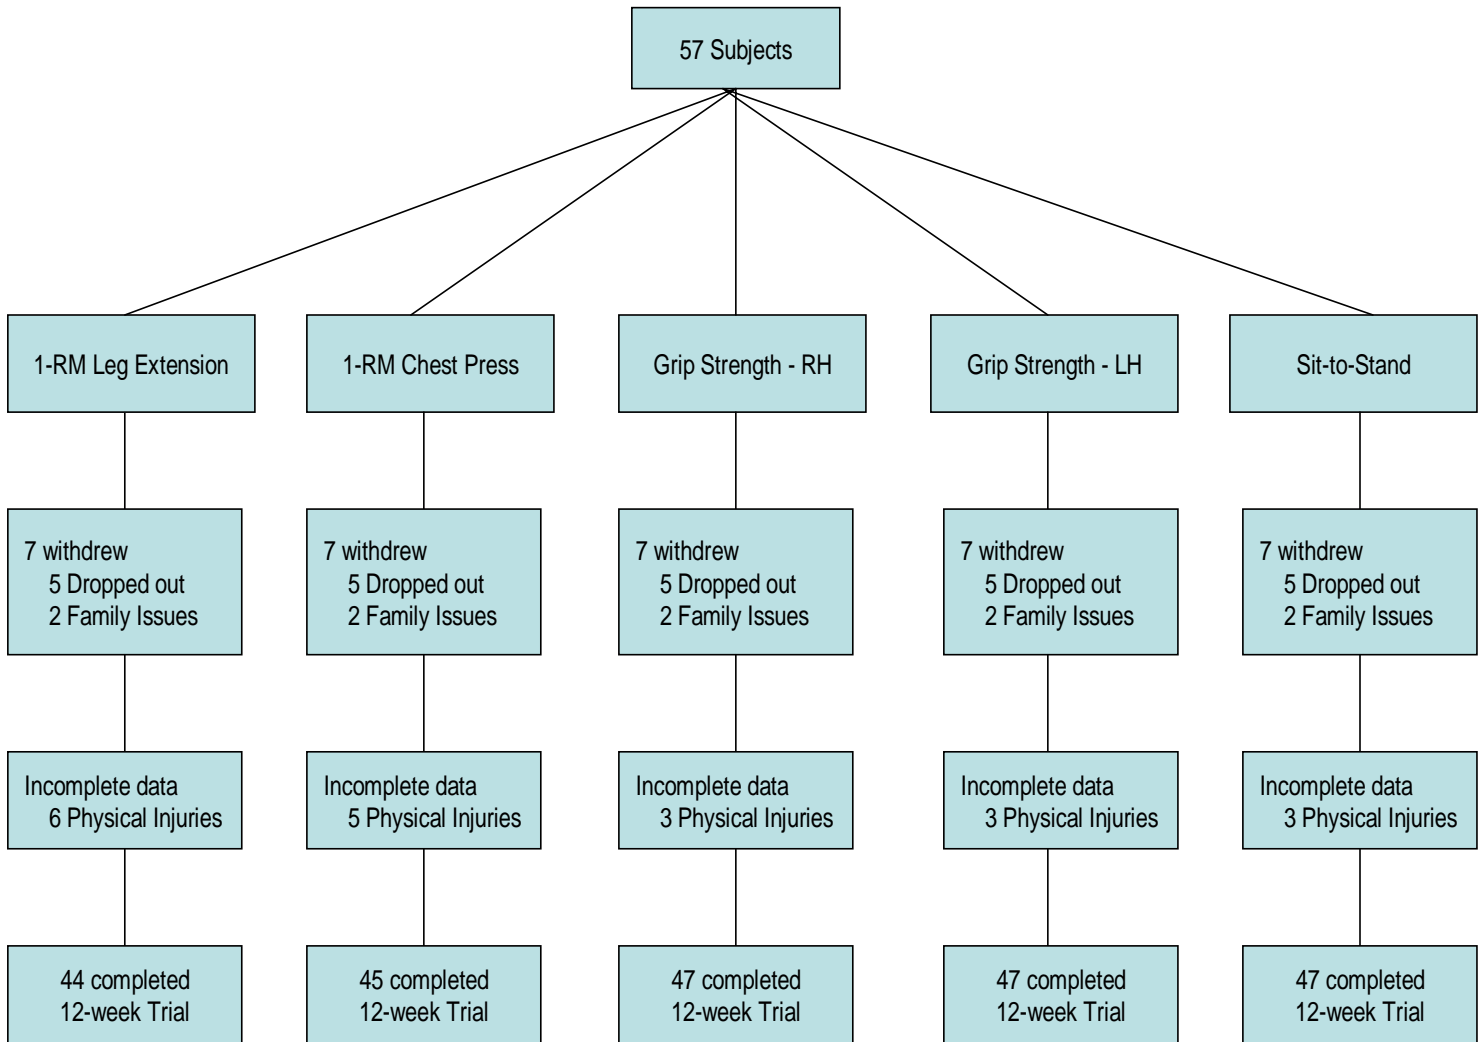 57 Subjects
1-RM Leg Extension
1-RM Chest Press
Grip Strength - RH
Grip Strength - LH
Sit-to-Stand
7 withdrew
5 Dropped out
2 Family Issues
7 withdrew
5 Dropped out
2 Family Issues
7 withdrew
5 Dropped out
2 Family Issues
7 withdrew
5 Dropped out
2 Family Issues
7 withdrew
5 Dropped out
2 Family Issues
Incomplete data
6 Physical Injuries
Incomplete data
5 Physical Injuries
Incomplete data
3 Physical Injuries
Incomplete data
3 Physical Injuries
Incomplete data
3 Physical Injuries
44 completed
12-week Trial
45 completed
12-week Trial
47 completed
12-week Trial
47 completed
12-week Trial
47 completed
12-week Trial